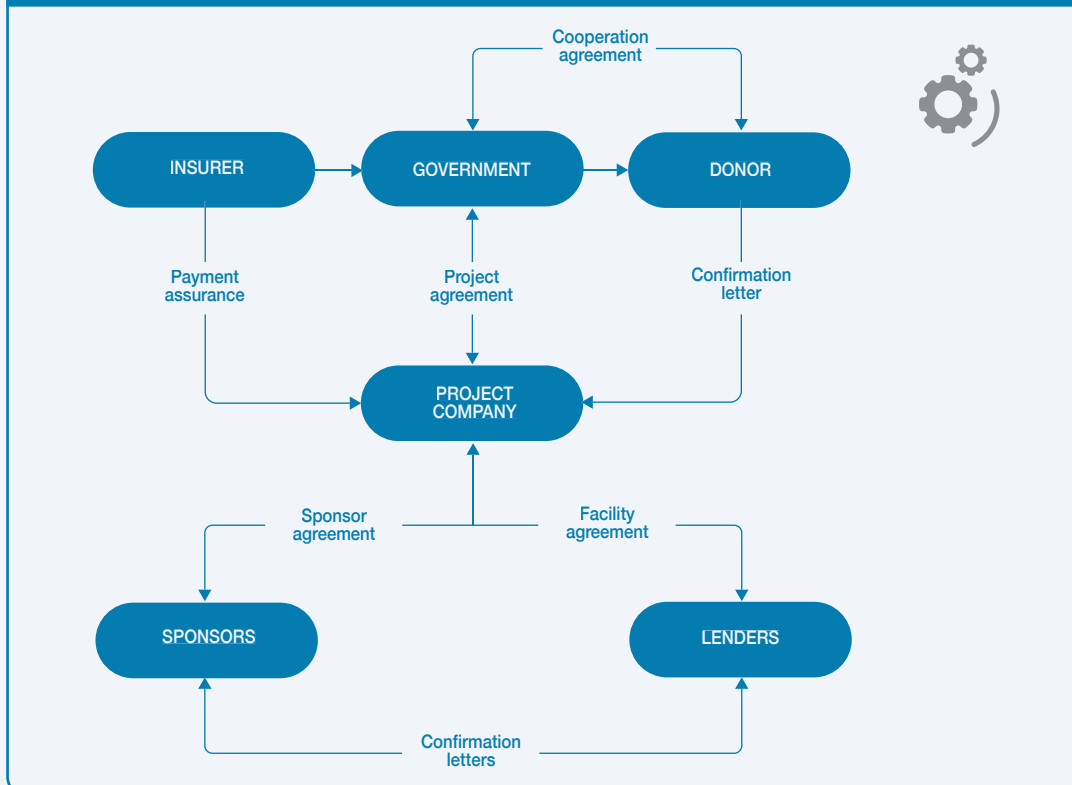 Cooperation
agreement
INSURER
GOVERNMENT
DONOR
Payment
assurance
Project
agreement
Confirmation
letter
PROJECT
COMPANY
Sponsor
agreement
Facility
agreement
SPONSORS
LENDERS
Confirmation
letters